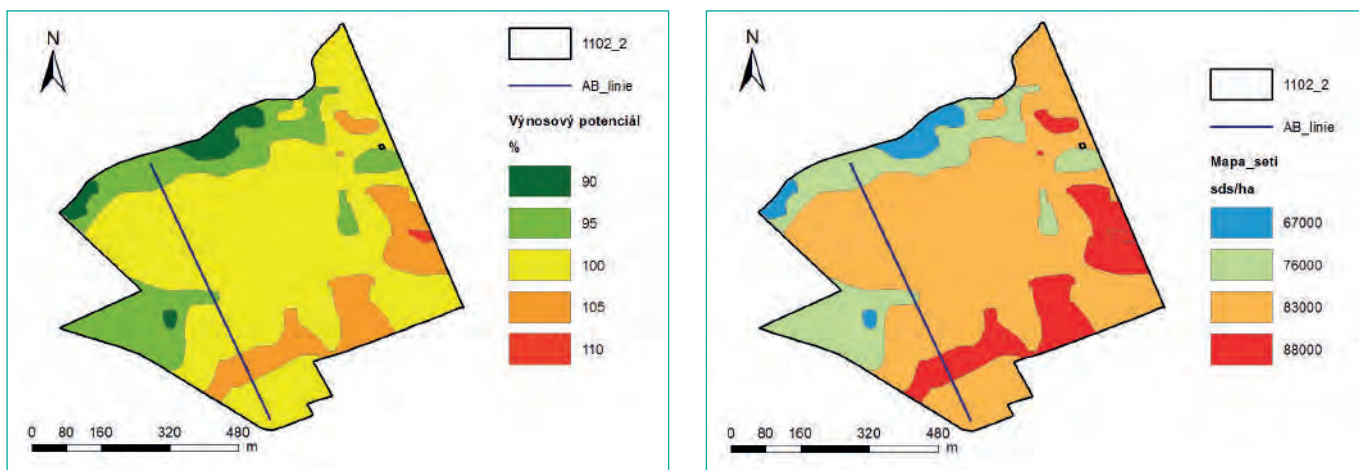 N
1102_2
AB_linie
Výnosový potenciál
%
90
95
100
105
110
0 80 160 320 480
m
N
1102_2
AB_linie
Mapa_seti
sds/ha
67000
76000
83000
88000
0 80 160 320 480
m